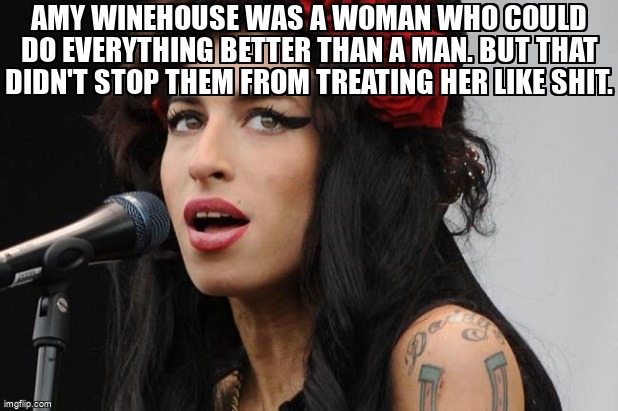 AMY WINEHOUSE WAS A WOMAN WHO COULD
DO EVERYTHING BETTER THAN A MAN. BUT THAT
DIDN'T STOP THEM FROM TREATING HER LIKE SHIT.
Daddy's
imgflip.com